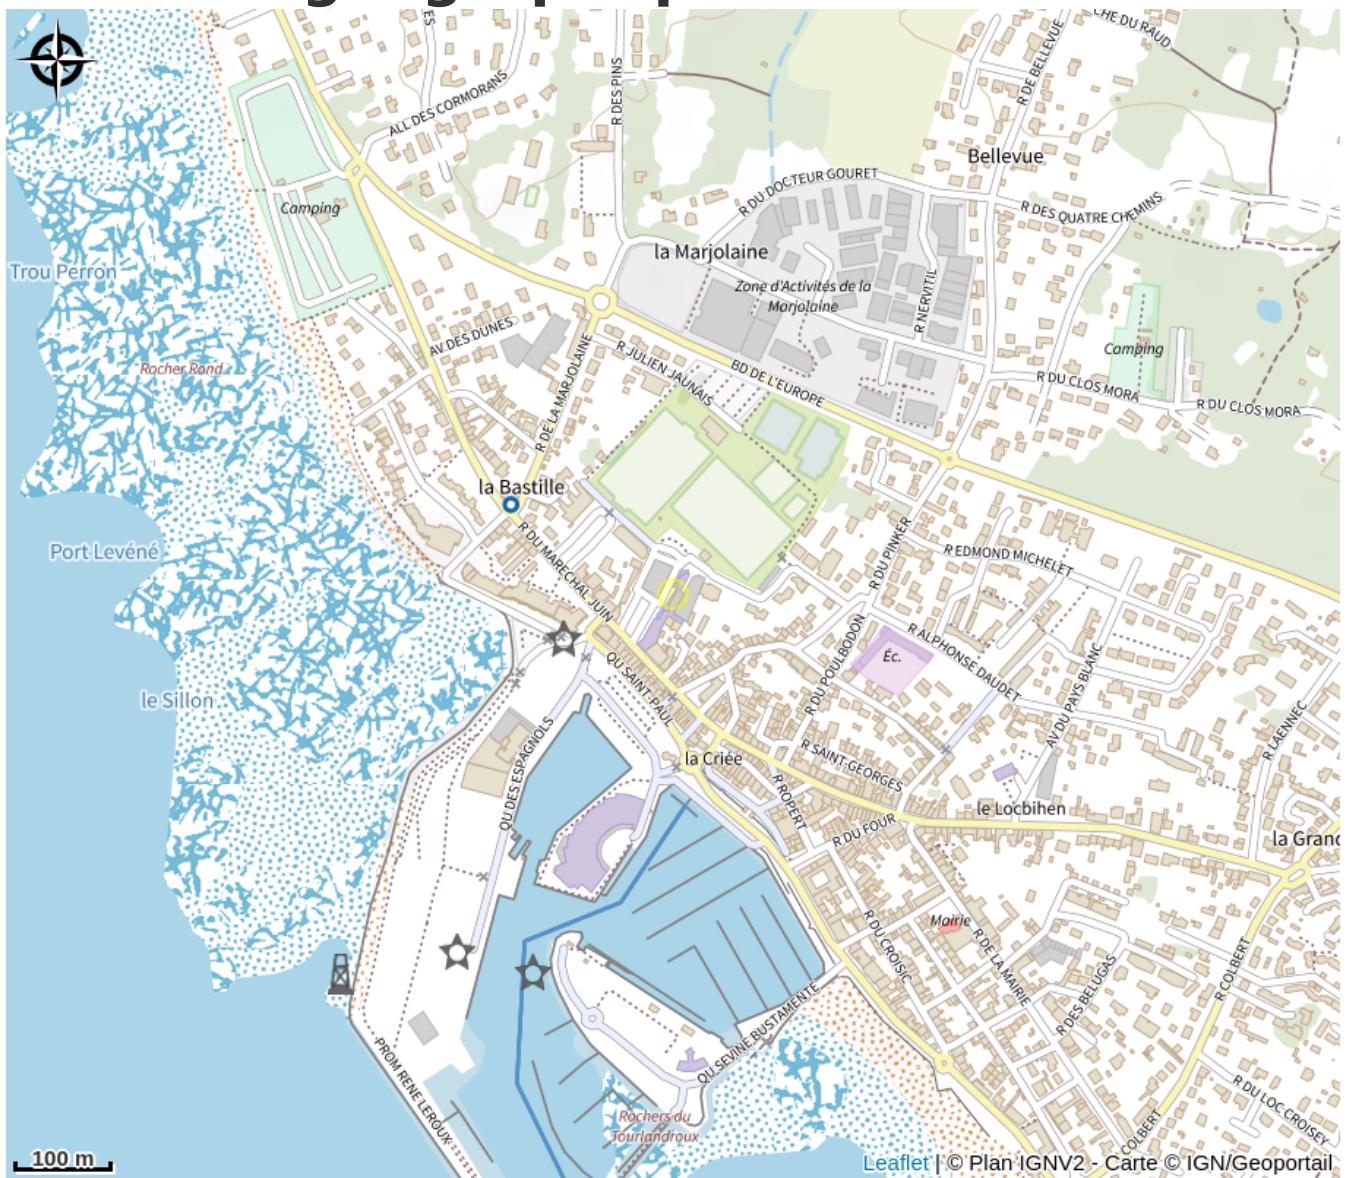 CHE DU RAUD
R DE BELLEVUE
ES
R DES PINS
ALL DES CORMORANS
Bellevue
R DU DOCTEUR GOURET
R DES QUATRE CHEMINS
Camping
la Marjolaine
Trou Perron
Zone d'Activités de la
Marjolaine
R NERVITIL
AV DES DUNES
R JULIEN JAUNAIS
Camping
Rocher Rond
BD DE L'EUROPE
R DE LA MARJOLAINE
R DU CLOS MORA
R DU CLOS MORA
la Bastille
Port Levéné
R DU MARECHAL JUIN
R DU PINKER
R EDMOND MICHELET
R DU POULBODON
R ALPHONSE DAUDET
Éc.
QU SAINT-PAUL
AV DU PAYS BLANC
le Sillon
R LAENNEC
QU DES ESPAGNOLS
la Criée
R SAINT-GEORGES
R ROPERT
le Locbihen
R DU FOUR
la Grand
Mairie
R DU CROISIC
R DE LA MAIRIE
R DES BELUGAS
R COLBERT
QU SEVINE BUSTAMENTE
PROM RENE LEROUX
Rochers du
Tourlandroux
R DU LOC CROISEY
COLBERT
100 m
Leaflet | © Plan IGNV2 - Carte © IGN/Geoportail